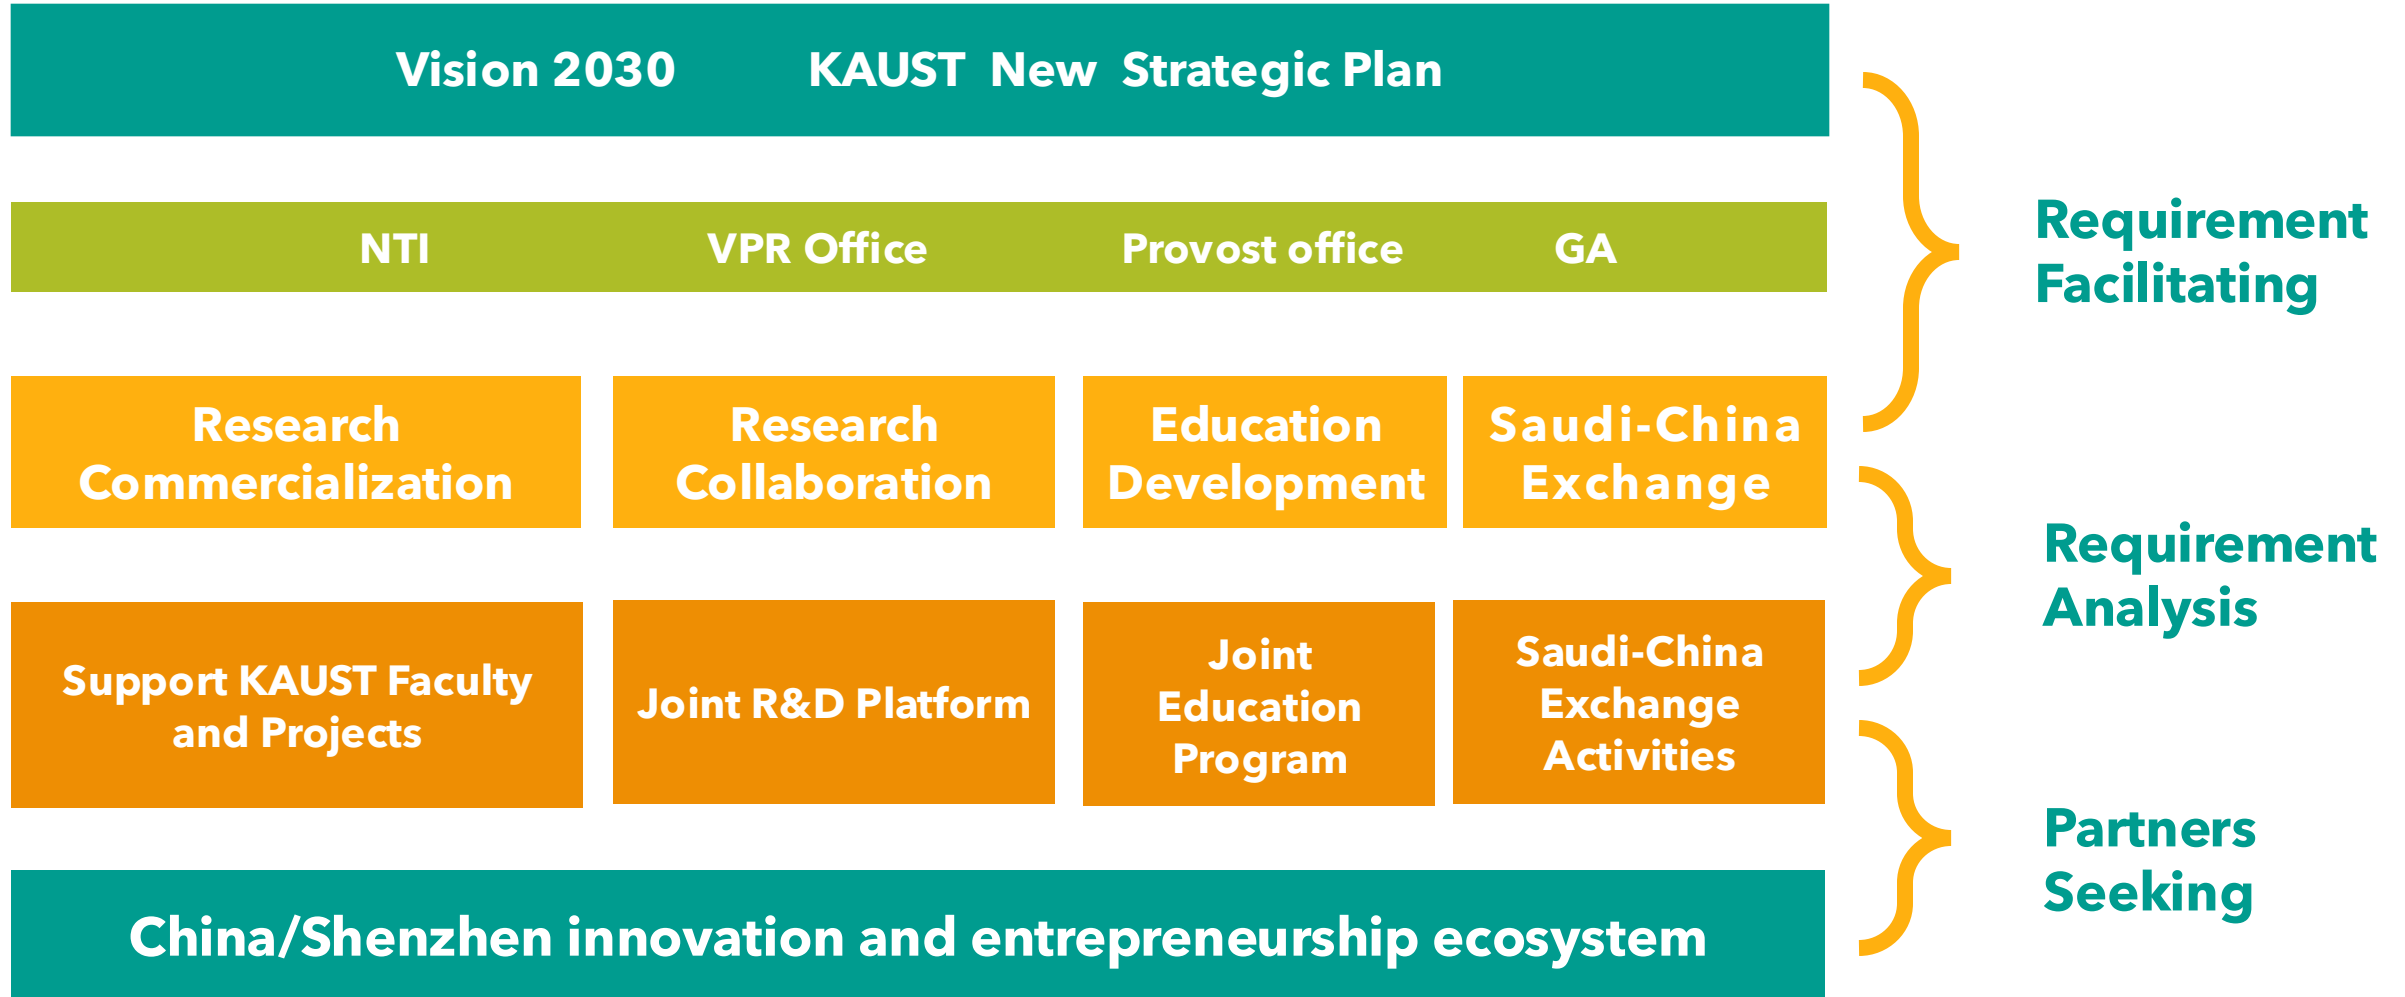 Vision 2030 KAUST New Strategic Plan
NTI VPR Office Provost office GA
Requirement
Facilitating
Research
Commercialization
Research
Collaboration
Education
Development
Saudi-China
Exchange
Requirement
Analysis
Support KAUST Faculty
and Projects
Joint R&D Platform
Joint
Education
Program
Saudi-China
Exchange
Activities
Partners
Seeking
China/Shenzhen innovation and entrepreneurship ecosystem